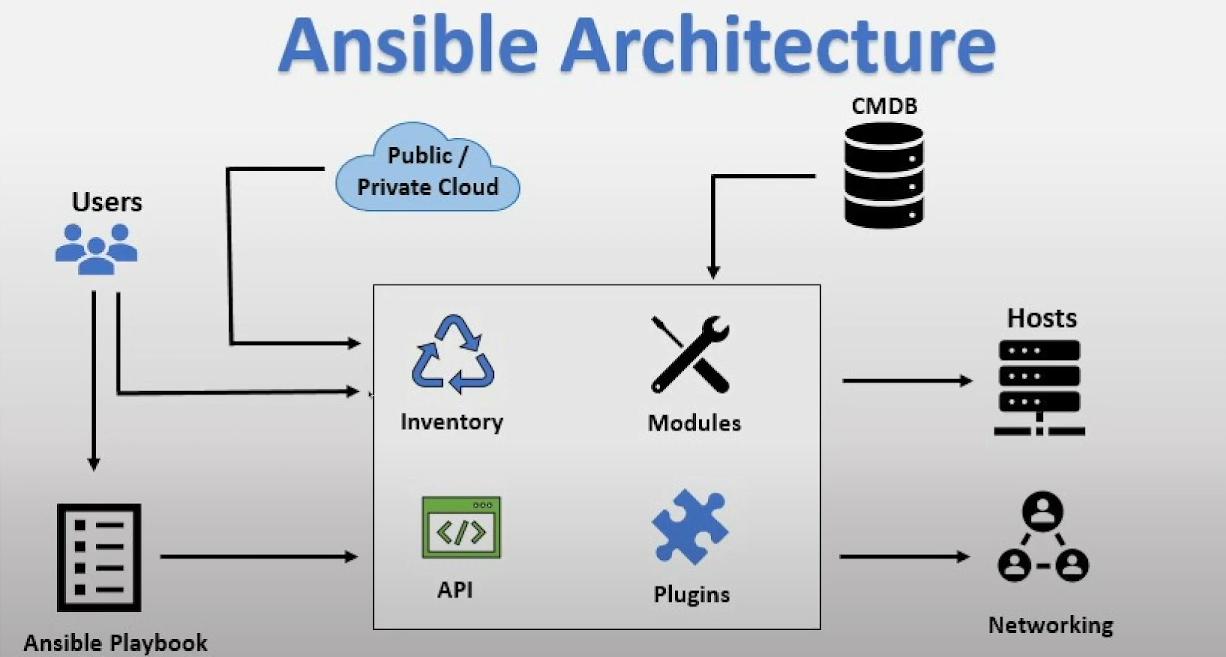 Ansible Architecture
CMDB
Public /
Private Cloud
Users
Hosts
Inventory
Modules
API
Plugins
Networking
Ansible Playbook